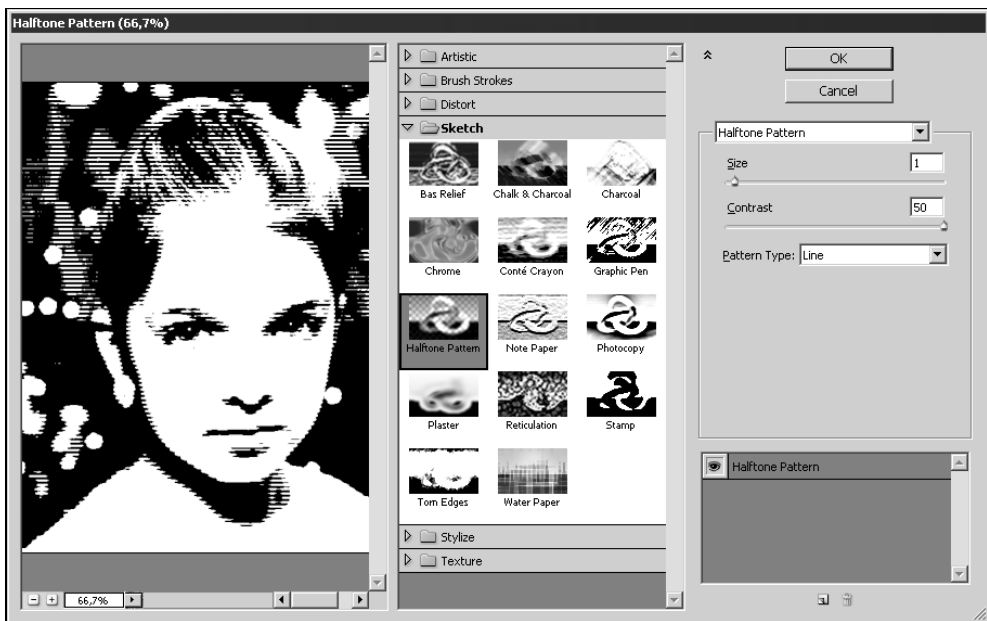 Halftone Pattern (66,7%)
Artistic
Brush Strokes
Distort
Sketch
Bas Relief
Chalk & Charcoal
Charcoal
Chrome
Conté Crayon
Graphic Pen
Halftone Pattern
Note Paper
Photocopy
Plaster
Reticulation
Stamp
Torn Edges
Water Paper
Stylize
Texture
66,7%
OK
Cancel
Halftone Pattern
Size 1
Contrast 50
Pattern Type: Line
Halftone Pattern